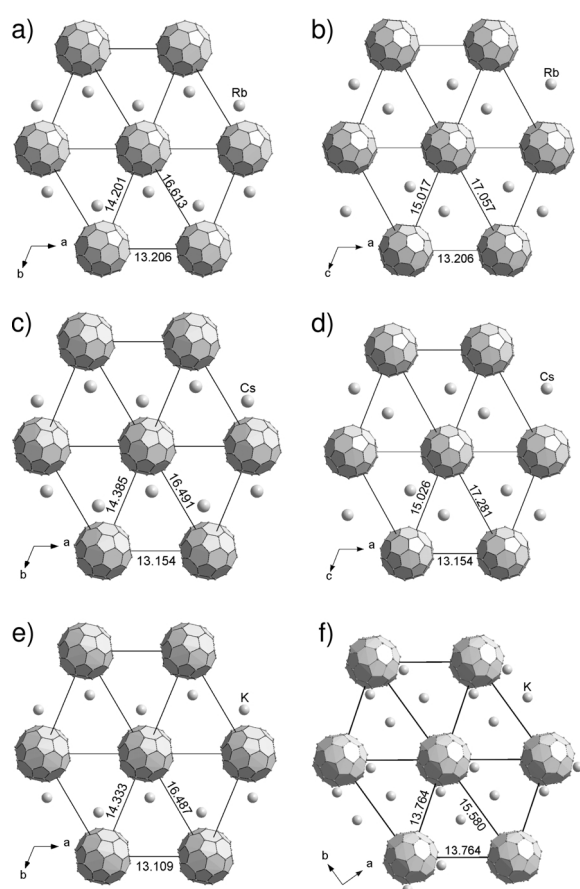 a)
Rb
14.201
16.613
13.206
a
b
b)
Rb
15.017
17.057
13.206
a
c
c)
Cs
14.385
16.491
13.154
a
b
d)
Cs
15.026
17.281
13.154
a
c
e)
K
14.333
16.487
13.109
a
b
f)
K
13.764
15.580
13.764
b
a